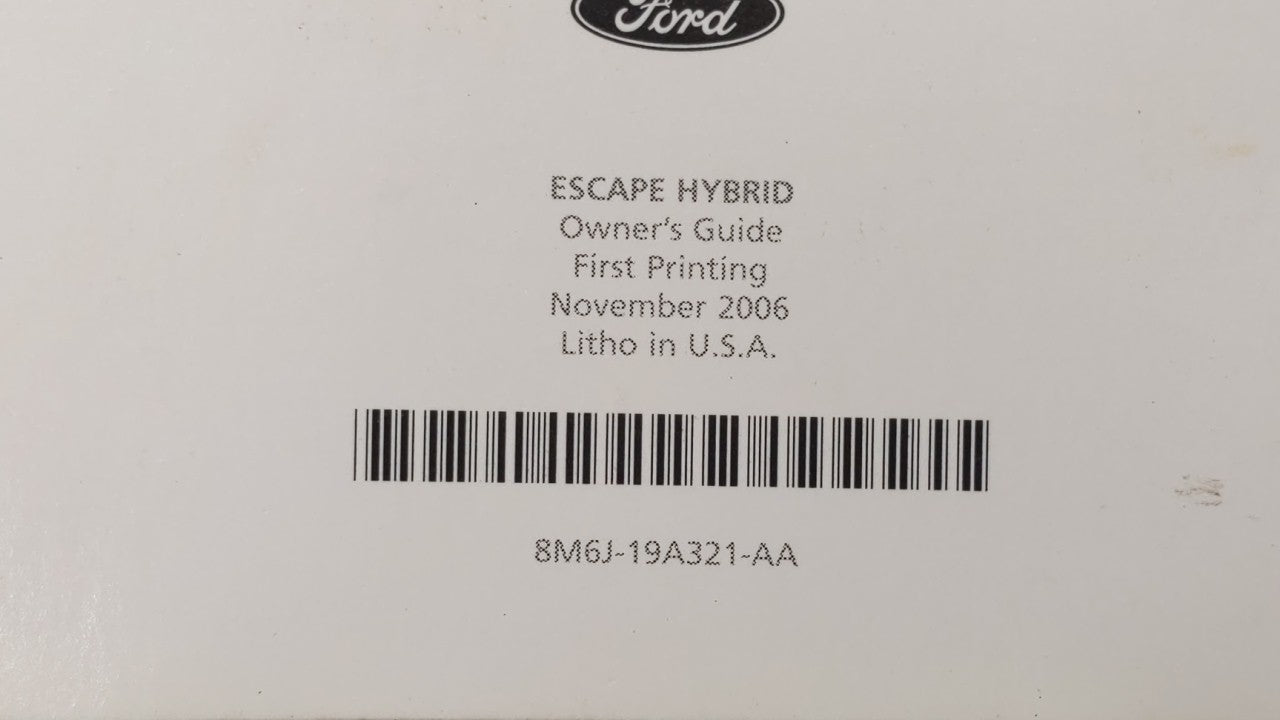 Ford
ESCAPE HYBRID
Owner's Guide
First Printing
November 2006
Litho in U.S.A.
8M6J-19A321-AA